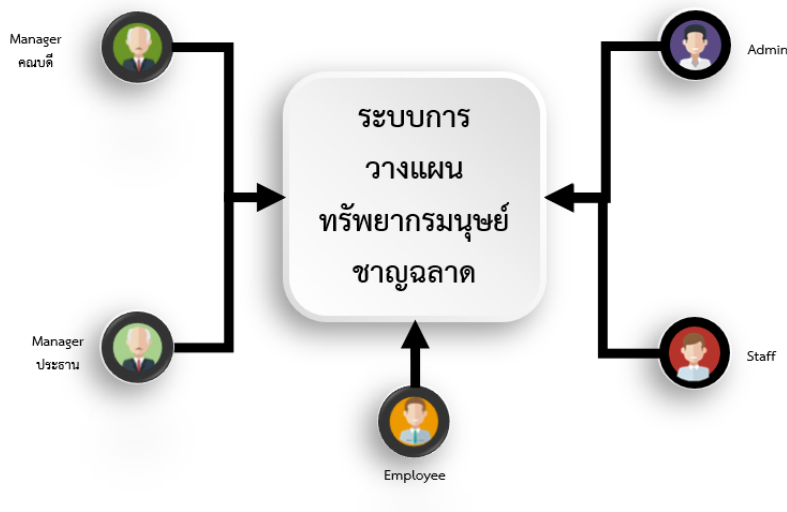 Manager
คณบดี
Admin
ระบบการ
วางแผน
ทรัพยากรมนุษย์
ชาญฉลาด
Manager
ประธาน
Staff
Employee